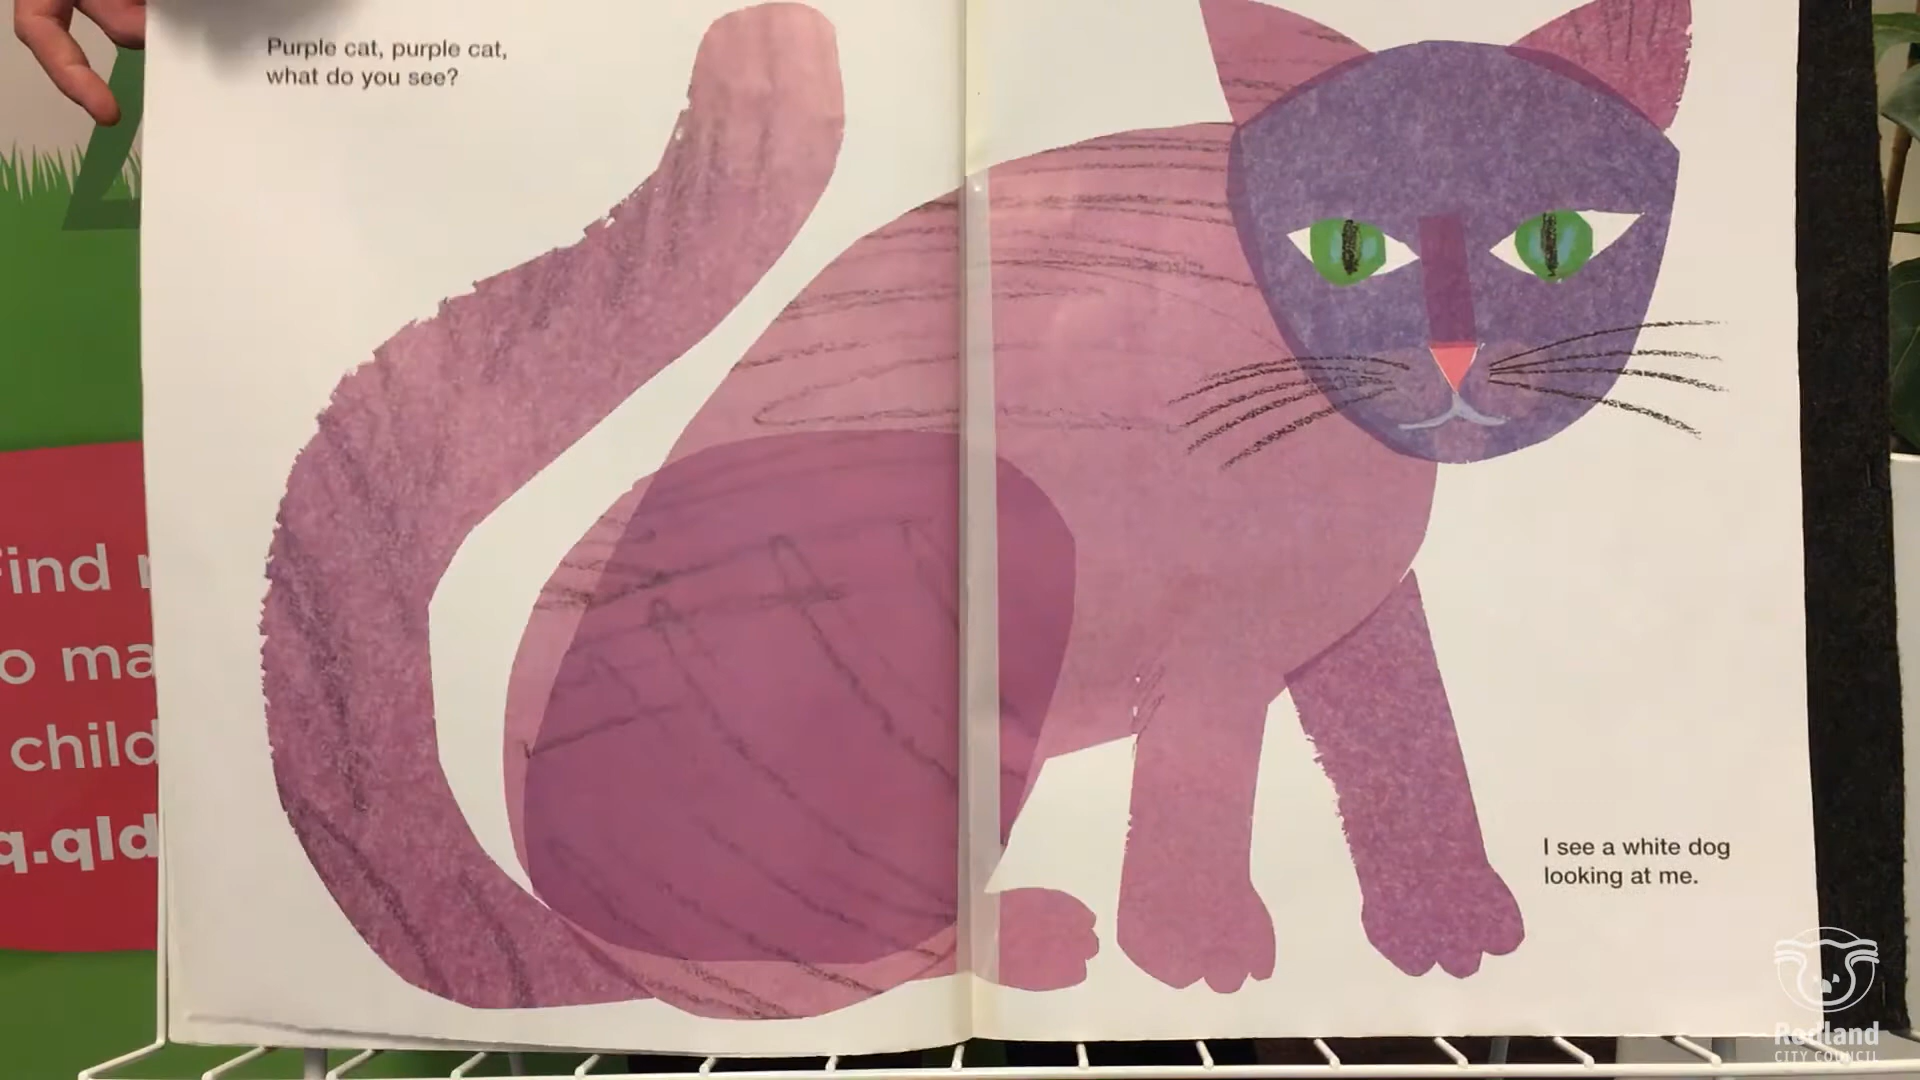 Purple cat, purple cat,
what do you see?
I see a white dog
looking at me.
Find
o ma
child
q.qld
Redland
CITY COUNCIL